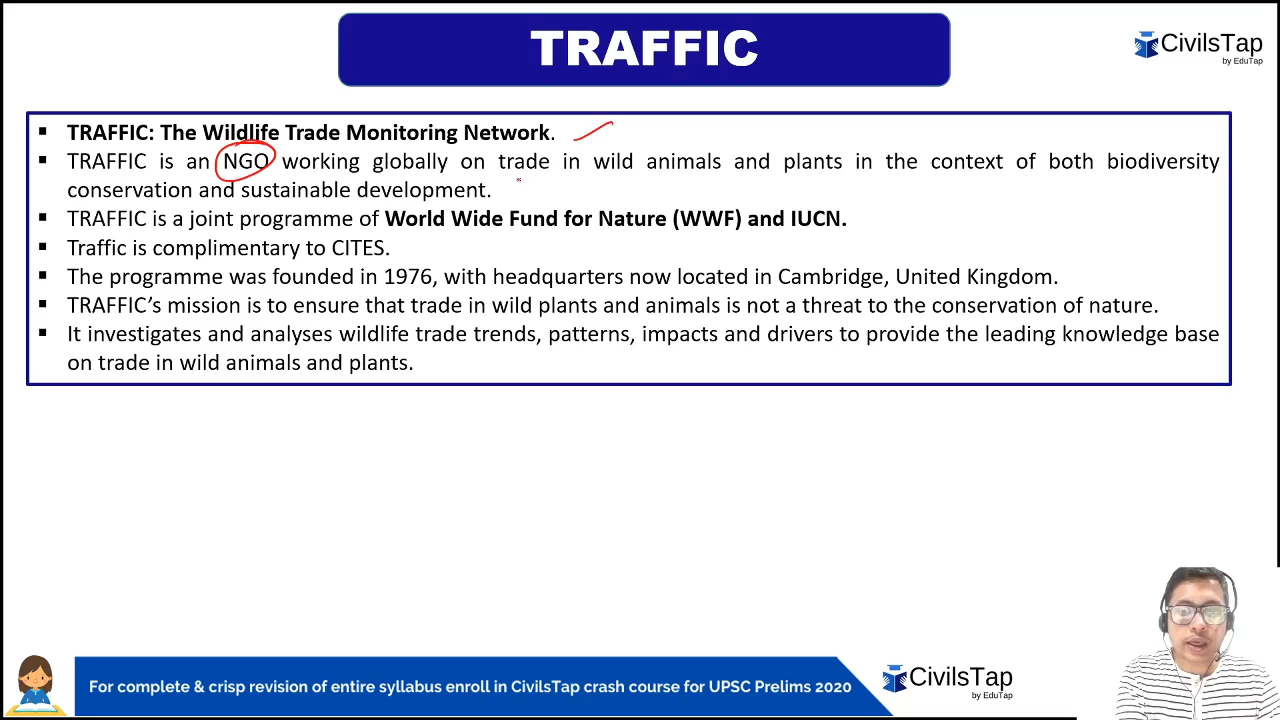 TRAFFIC
CivilsTap
by EduTap
▪ TRAFFIC: The Wildlife Trade Monitoring Network.
▪ TRAFFIC is an NGO working globally on trade in wild animals and plants in the context of both biodiversity
conservation and sustainable development.
▪ TRAFFIC is a joint programme of World Wide Fund for Nature (WWF) and IUCN.
▪ Traffic is complimentary to CITES.
▪ The programme was founded in 1976, with headquarters now located in Cambridge, United Kingdom.
▪ TRAFFIC’s mission is to ensure that trade in wild plants and animals is not a threat to the conservation of nature.
▪ It investigates and analyses wildlife trade trends, patterns, impacts and drivers to provide the leading knowledge base
on trade in wild animals and plants.
For complete & crisp revision of entire syllabus enroll in CivilsTap crash course for UPSC Prelims 2020
CivilsTap
by EduTap